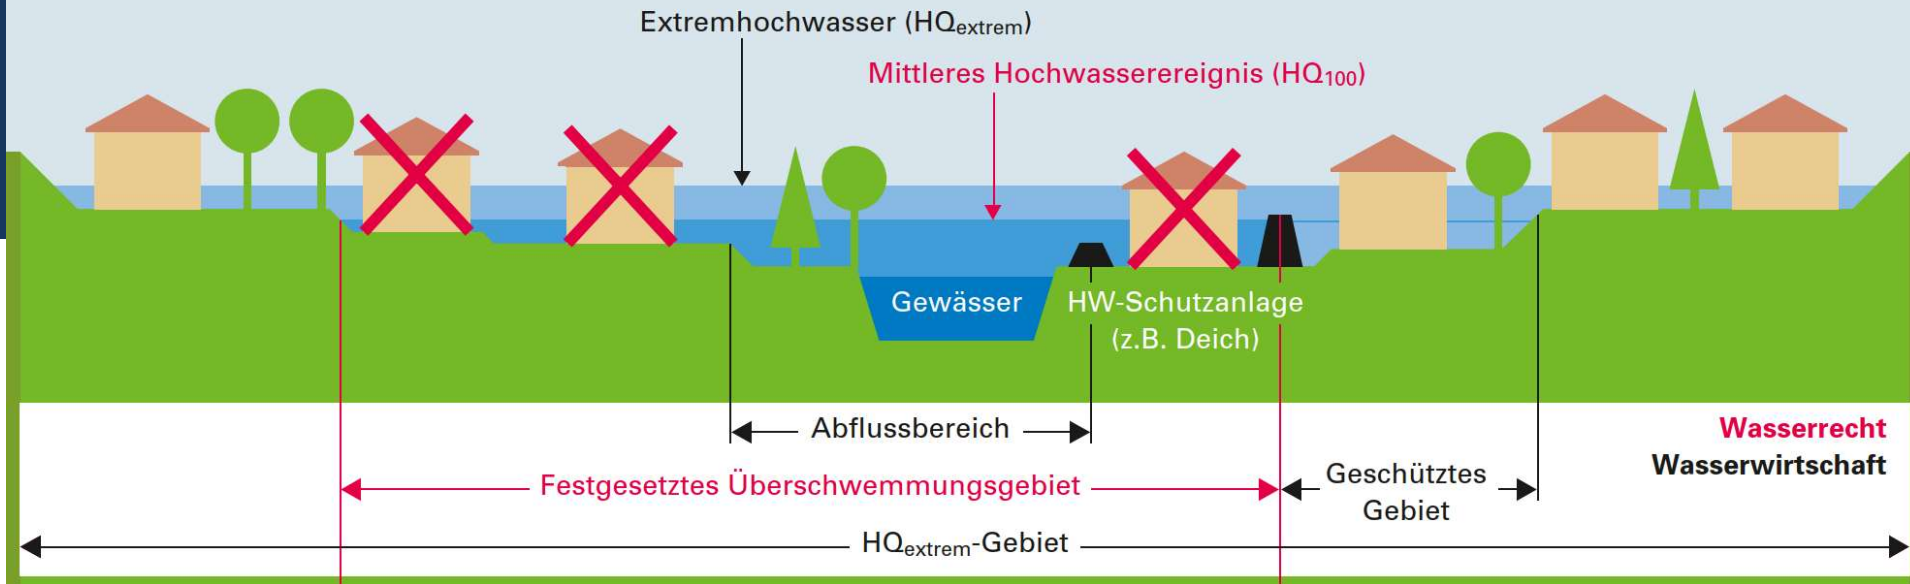 Extremhochwasser (HQextrem)
Mittleres Hochwasserereignis (HQ100)
Gewässer
HW-Schutzanlage
(z.B. Deich)
Abflussbereich
Wasserrecht
Wasserwirtschaft
Festgesetztes Überschwemmungsgebiet
Geschütztes
Gebiet
HQextrem-Gebiet